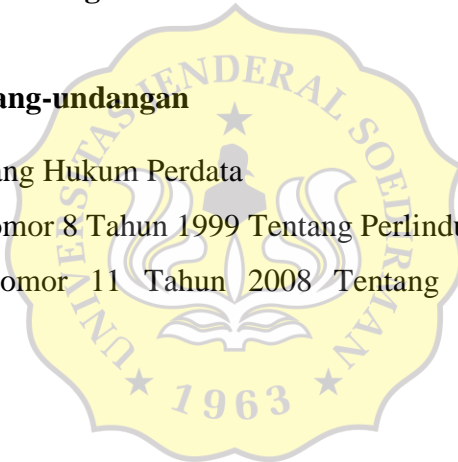 ang-undangan
ang Hukum Perdata
omor 8 Tahun 1999 Tentang Perlindu
omor 11 Tahun 2008 Tentang
UNIVERSITAS JENDERAL SOEDIRMAN
1963